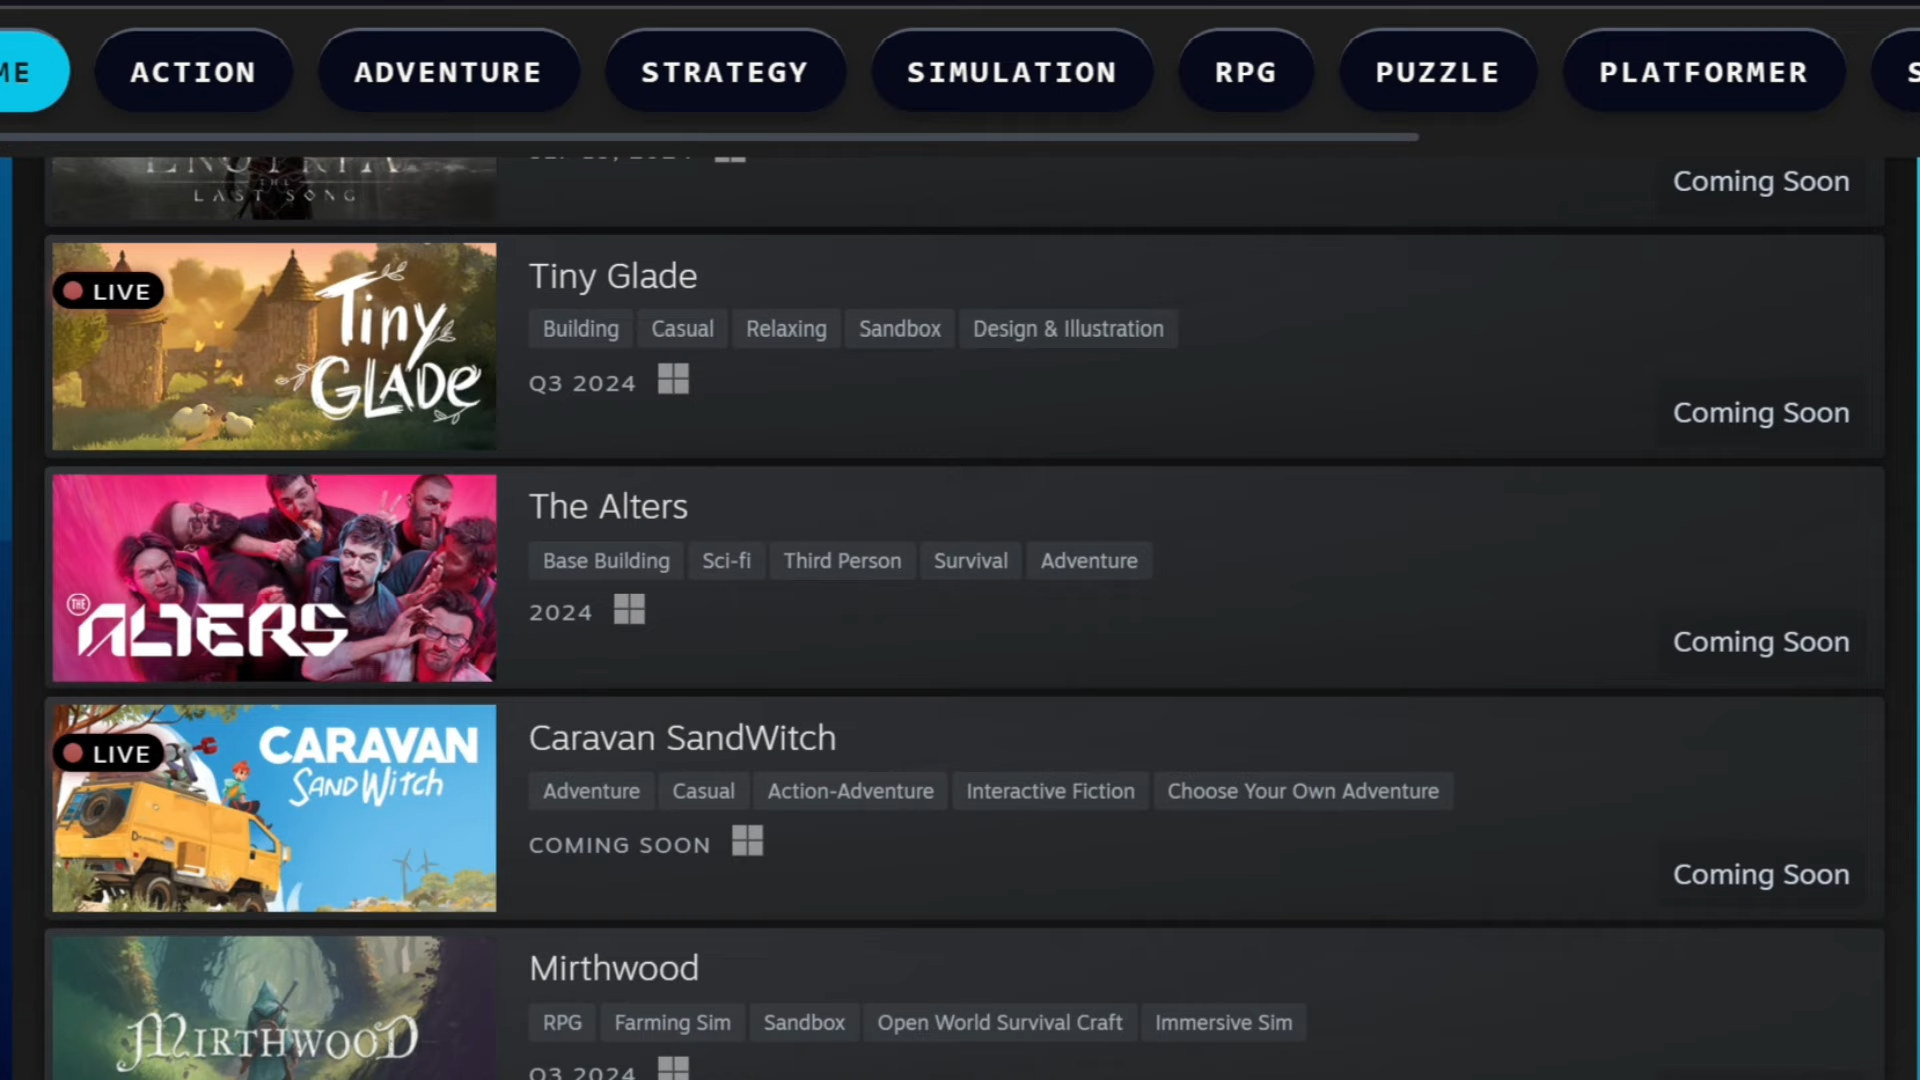 ME ACTION ADVENTURE STRATEGY SIMULATION RPG PUZZLE PLATFORMER S
LAST SONG
Coming Soon
LIVE
Tiny GLADE
Tiny Glade
Building Casual Relaxing Sandbox Design & Illustration
Q3 2024
Coming Soon
THE ALTERS
The Alters
Base Building Sci-fi Third Person Survival Adventure
2024
Coming Soon
LIVE
CARAVAN
SANDWITCH
Caravan SandWitch
Adventure Casual Action-Adventure Interactive Fiction Choose Your Own Adventure
COMING SOON
Coming Soon
MIRTHWOOD
Mirthwood
RPG Farming Sim Sandbox Open World Survival Craft Immersive Sim
Q3 2024